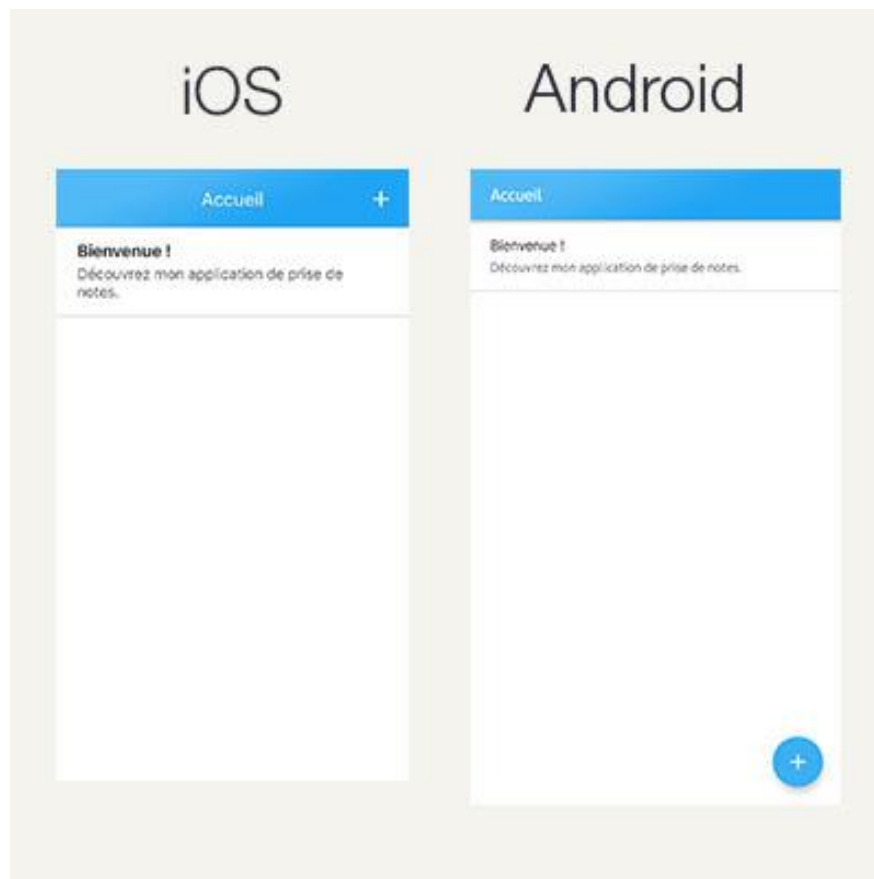 iOS
Accueil +
Bienvenue !
Découvrez mon application de prise de
notes.
Android
Accueil
Bienvenue !
Découvrez mon application de prise de notes.
+